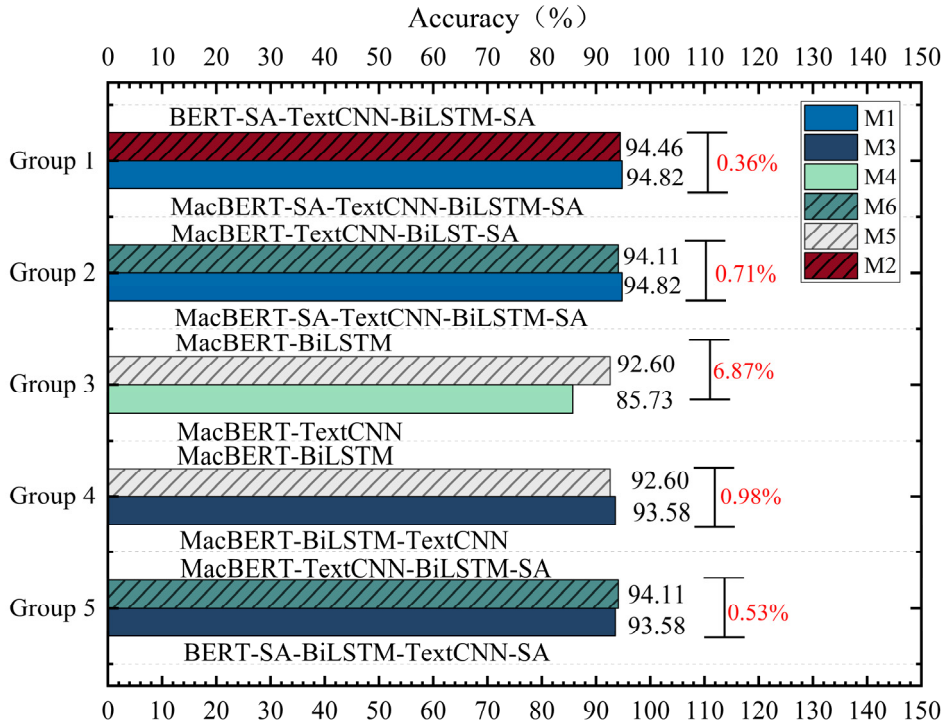 Accuracy（%）
0 10 20 30 40 50 60 70 80 90 100 110 120 130 140 150
BERT-SA-TextCNN-BiLSTM-SA
Group 1
94.46
94.82
0.36%
MacBERT-SA-TextCNN-BiLSTM-SA
MacBERT-TextCNN-BiLST-SA
Group 2
94.11
94.82
0.71%
MacBERT-SA-TextCNN-BiLSTM-SA
MacBERT-BiLSTM
Group 3
92.60
85.73
6.87%
MacBERT-TextCNN
MacBERT-BiLSTM
Group 4
92.60
93.58
0.98%
MacBERT-BiLSTM-TextCNN
MacBERT-TextCNN-BiLSTM-SA
Group 5
94.11
93.58
0.53%
BERT-SA-BiLSTM-TextCNN-SA
M1
M3
M4
M6
M5
M2
0 10 20 30 40 50 60 70 80 90 100 110 120 130 140 150